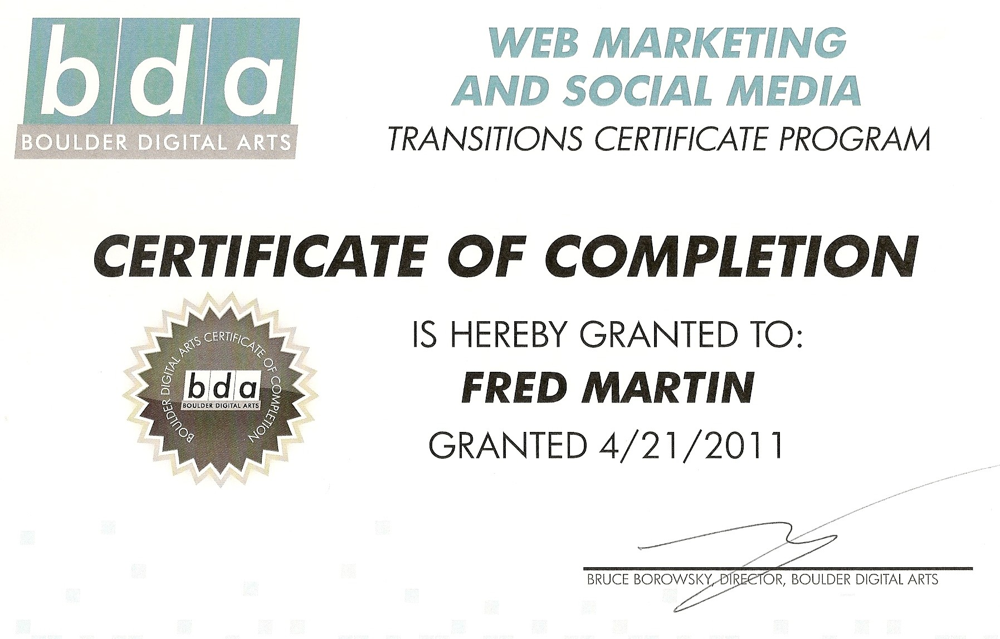 bda
BOULDER DIGITAL ARTS
WEB MARKETING
AND SOCIAL MEDIA
TRANSITIONS CERTIFICATE PROGRAM
CERTIFICATE OF COMPLETION
BOULDER DIGITAL ARTS CERTIFICATE OF COMPLETION
bda
BOULDER DIGITAL ARTS
IS HEREBY GRANTED TO:
FRED MARTIN
GRANTED 4/21/2011
BRUCE BOROWSKY, DIRECTOR, BOULDER DIGITAL ARTS